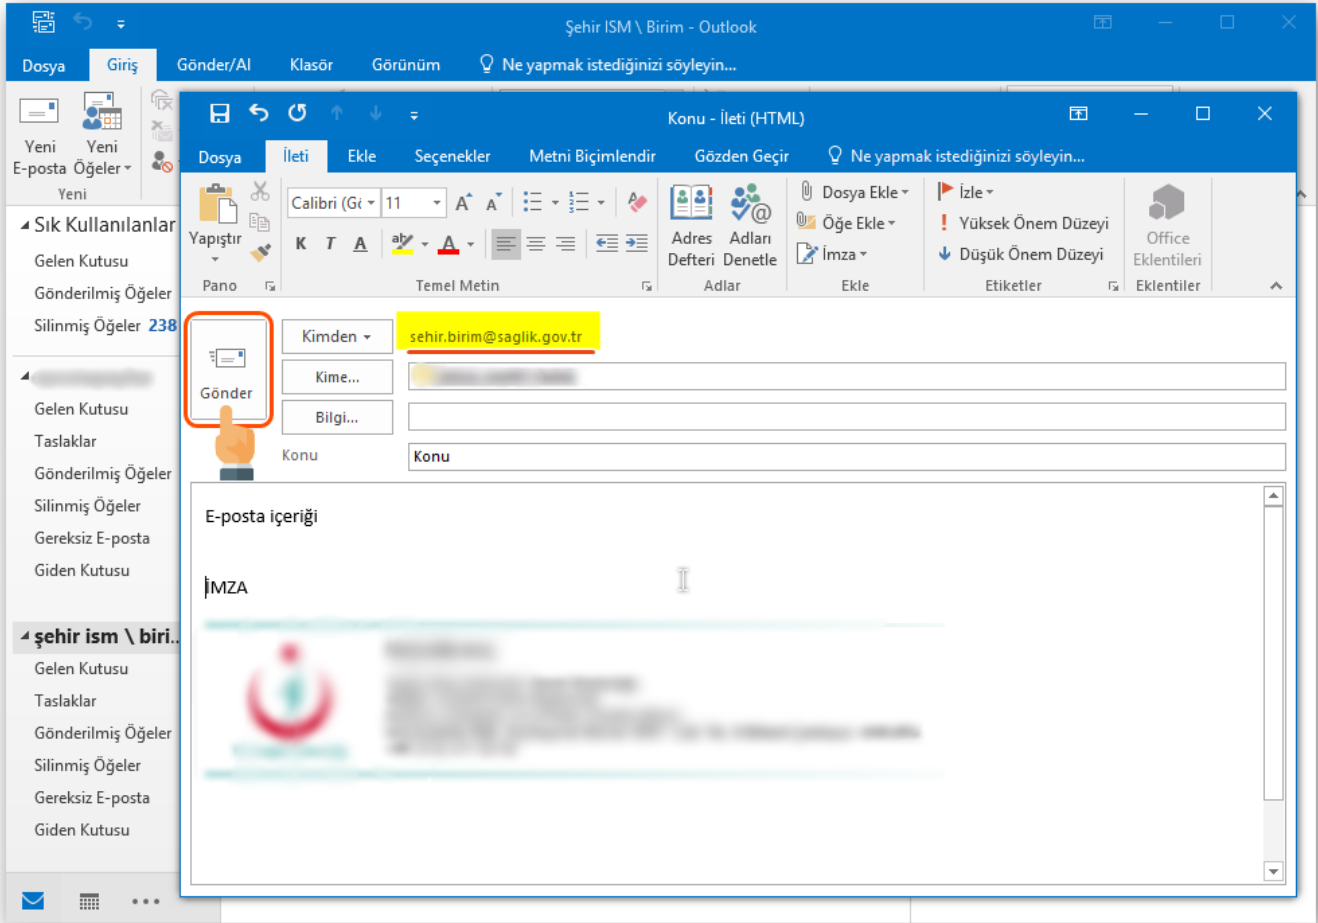 Şehir ISM \ Birim - Outlook
Dosya Giriş Gönder/Al Klasör Görünüm Ne yapmak istediğinizi söyleyin...
Yeni E-posta
Yeni Öğeler
Yeni
Sık Kullanılanlar
Gelen Kutusu
Gönderilmiş Öğeler
Silinmiş Öğeler 238
Gelen Kutusu
Taslaklar
Gönderilmiş Öğeler
Silinmiş Öğeler
Gereksiz E-posta
Giden Kutusu
şehir ism \ biri...
Gelen Kutusu
Taslaklar
Gönderilmiş Öğeler
Silinmiş Öğeler
Gereksiz E-posta
Giden Kutusu
Konu - İleti (HTML)
Dosya İleti Ekle Seçenekler Metni Biçimlendir Gözden Geçir Ne yapmak istediğinizi söyleyin...
Yapıştır
Pano
Calibri (Gö 11
K T A
Temel Metin
Adres Defteri
Adları Denetle
Adlar
Dosya Ekle
Öğe Ekle
İmza
Ekle
İzle
Yüksek Önem Düzeyi
Düşük Önem Düzeyi
Etiketler
Office Eklentileri
Eklentiler
Gönder
Kimden sehir.birim@saglik.gov.tr
Kime...
Bilgi...
Konu Konu
E-posta içeriği
İMZA